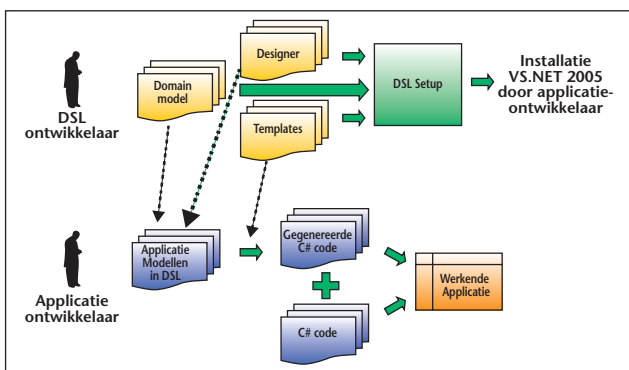 DSL
ontwikkelaar
Domain
model
Designer
Templates
DSL Setup
Installatie
VS.NET 2005
door applicatie-
ontwikkelaar
Applicatie
ontwikkelaar
Applicatie
Modellen
in DSL
Gegenereerde
C# code
C# code
Werkende
Applicatie